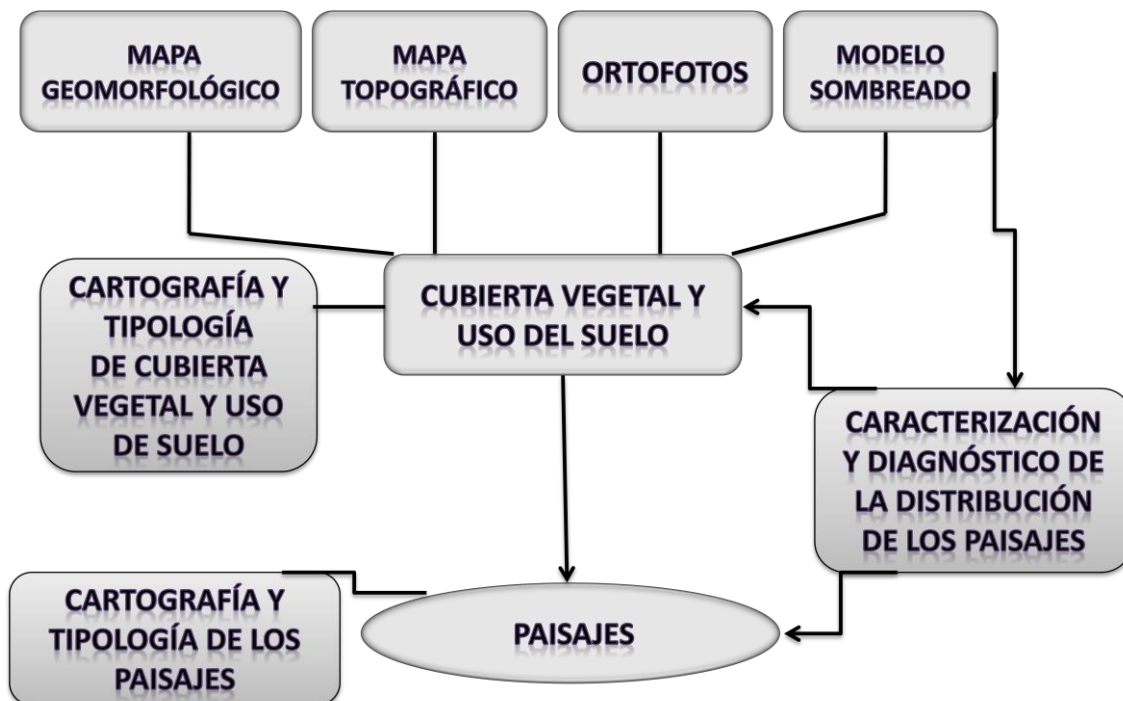 MAPA
GEOMORFOLÓGICO
MAPA
TOPOGRÁFICO
ORTOFOTOS
MODELO
SOMBREADO
CARTOGRAFÍA Y
TIPOLOGÍA
DE CUBIERTA
VEGETAL Y USO
DE SUELO
CUBIERTA VEGETAL Y
USO DEL SUELO
CARACTERIZACIÓN
Y DIAGNÓSTICO DE
LA DISTRIBUCIÓN
DE LOS PAISAJES
CARTOGRAFÍA Y
TIPOLOGÍA DE LOS
PAISAJES
PAISAJES